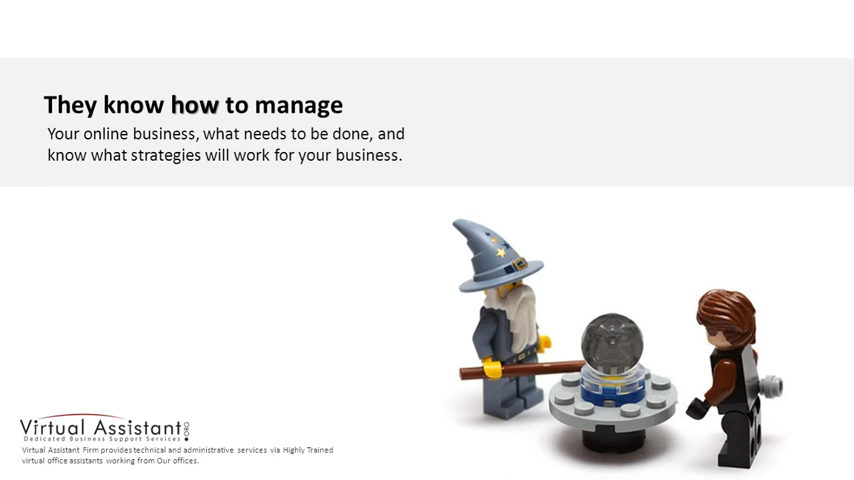 They know how to manage
Your online business, what needs to be done, and
know what strategies will work for your business.
Virtual Assistant.ORG
Dedicated Business Support Services
Virtual Assistant Firm provides technical and administrative services via Highly Trained
virtual office assistants working from Our offices.